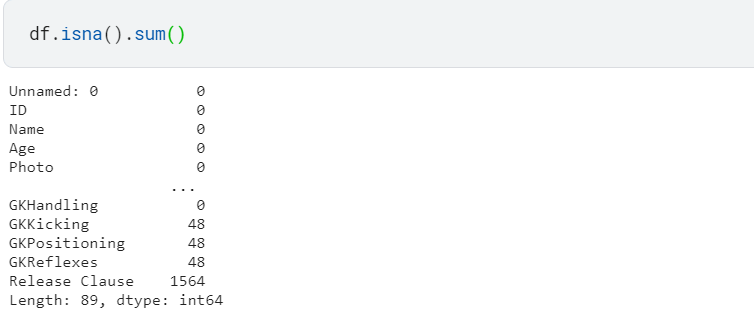 df.isna().sum()
Unnamed: 0 0
ID 0
Name 0
Age 0
Photo 0
...
GKHandling 0
GKKicking 48
GKPositioning 48
GKReflexes 48
Release Clause 1564
Length: 89, dtype: int64